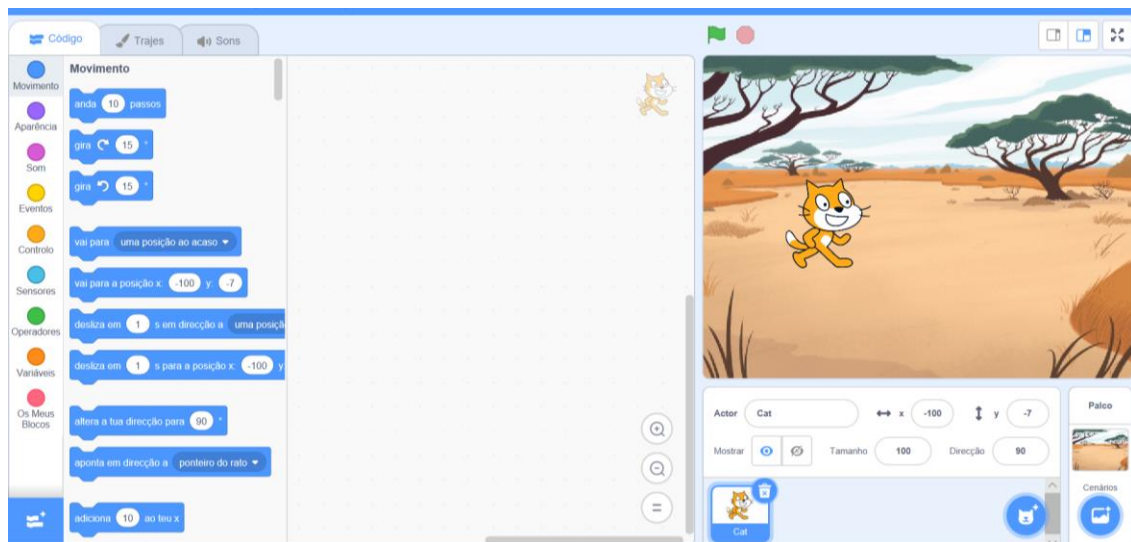 Código
Trajes
Sons
Movimento
Aparência
Som
Eventos
Controlo
Sensores
Operadores
Variáveis
Os Meus
Blocos
Movimento
anda 10 passos
gira 15 °
gira 15 °
vai para uma posição ao acaso
vai para a posição x: -100 y: -7
desliza em 1 s em direcção a uma posiçã
desliza em 1 s para a posição x: -100 y
altera a tua direcção para 90 °
aponta em direcção a ponteiro do rato
adiciona 10 ao teu x
Actor Cat x -100 y -7
Mostrar Tamanho 100 Direcção 90
Cat
Palco
Cenários